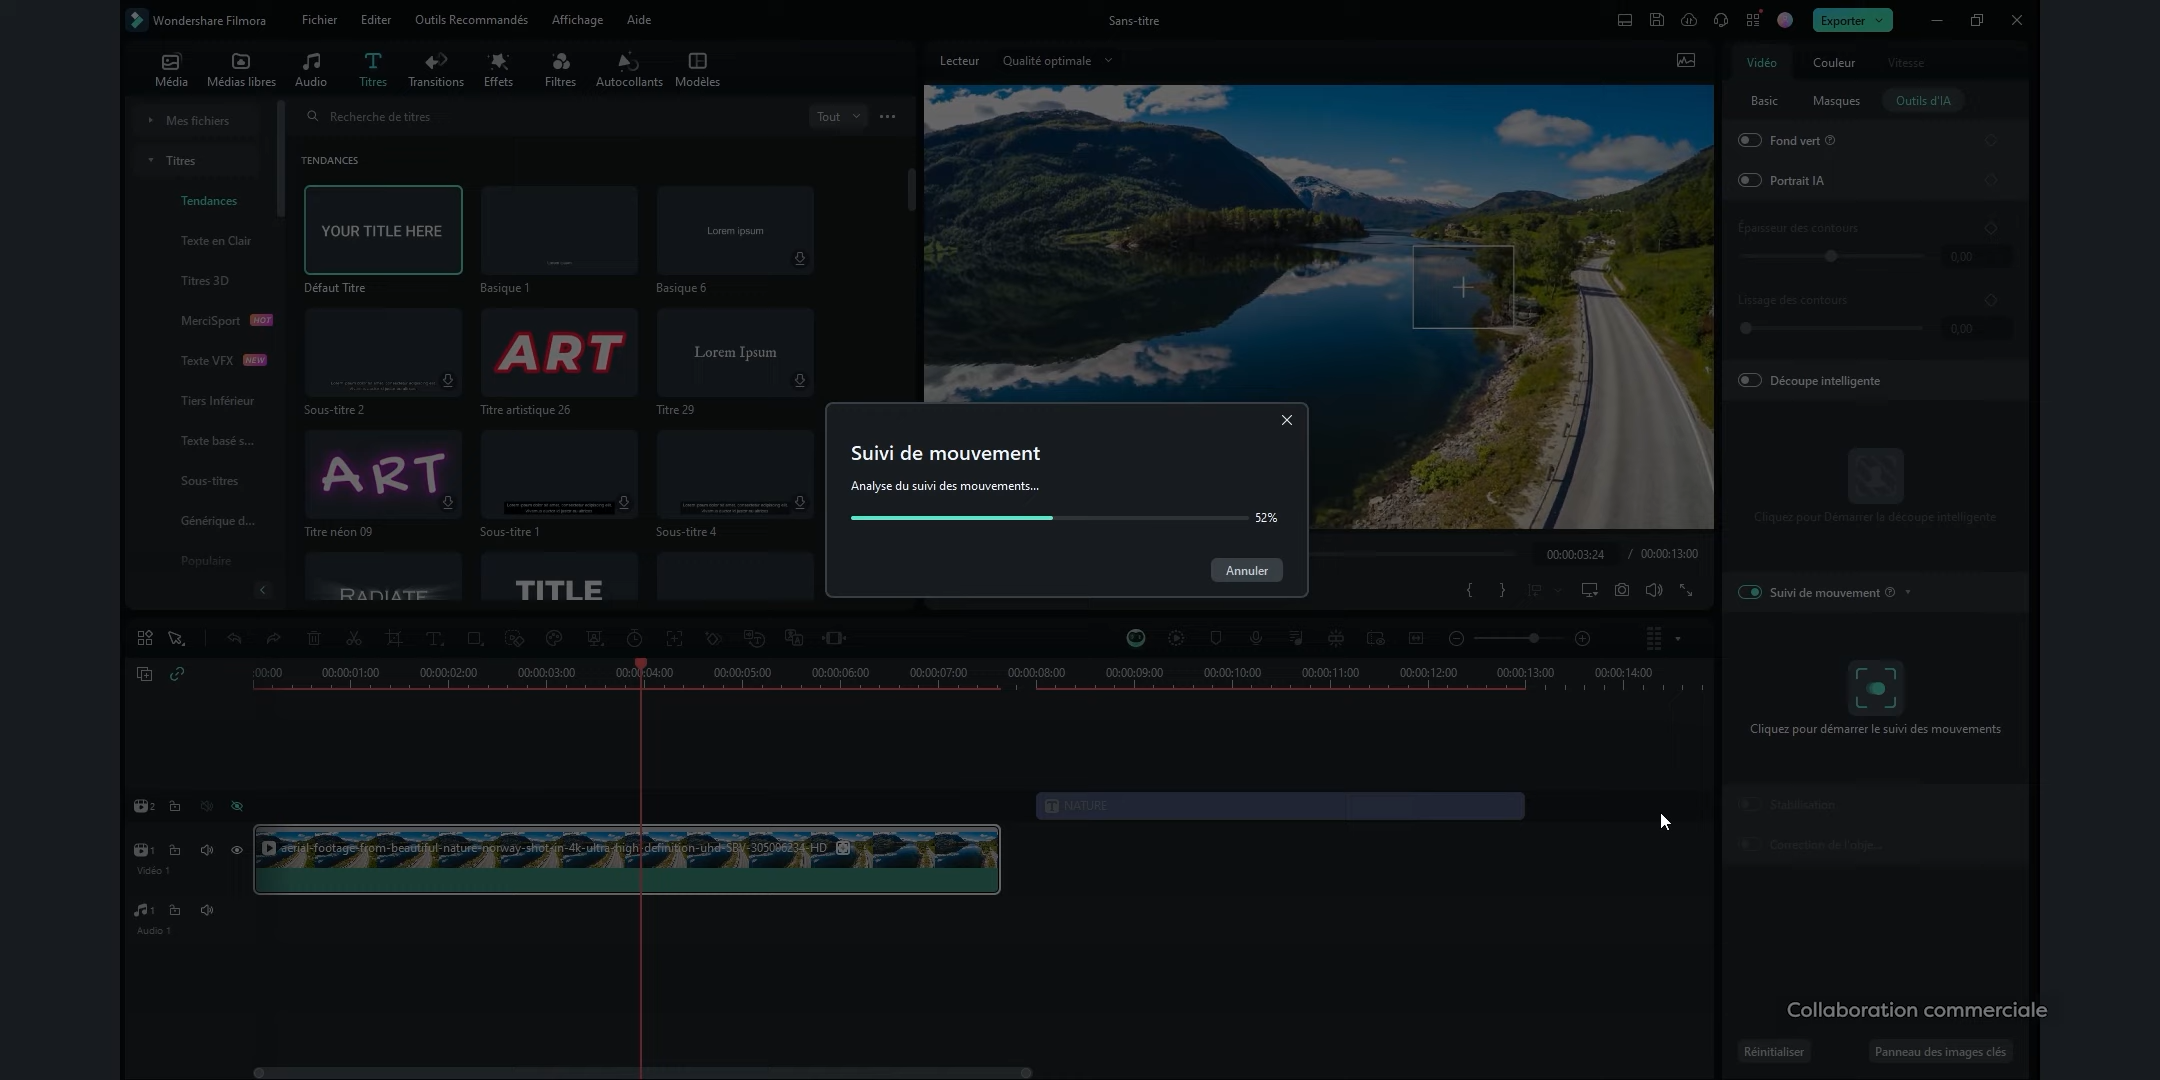 Wondershare Filmora
Fichier
Editer
Outils Recommandés
Affichage
Aide
Sans-titre
Exporter
Média
Médias libres
Audio
Titres
Transitions
Effets
Filtres
Autocollants
Modèles
Mes fichiers
Titres
Tendances
Texte en Clair
Titres 3D
MerciSport HOT
Texte VFX NEW
Tiers Inférieur
Texte basé s...
Sous-titres
Générique d...
Populaire
Recherche de titres
Tout
TENDANCES
YOUR TITLE HERE
Lorem ipsum
Défaut Titre
Basique 1
Basique 6
ART
Lorem Ipsum
Sous-titre 2
Titre artistique 26
Titre 29
ART
Titre néon 09
Sous-titre 1
Sous-titre 4
RADIATE
TITLE
Lecteur
Qualité optimale
Suivi de mouvement
Analyse du suivi des mouvements...
52%
Annuler
00:00:03:24 / 00:00:13:00
Vidéo
Couleur
Vitesse
Basic
Masques
Outils d'IA
Fond vert
Portrait IA
Épaisseur des contours
0,00
Lissage des contours
0,00
Découpe intelligente
Cliquez pour Démarrer la découpe intelligente
Suivi de mouvement
Cliquez pour démarrer le suivi des mouvements
Stabilisation
Correction de l'obje...
Réinitialiser
Panneau des images clés
:00:00
00:00:01:00
00:00:02:00
00:00:03:00
00:00:04:00
00:00:05:00
00:00:06:00
00:00:07:00
00:00:08:00
00:00:09:00
00:00:10:00
00:00:11:00
00:00:12:00
00:00:13:00
00:00:14:00
2
NATURE
1
aerial-footage-from-beautiful-nature-norway-shot-in-4k-ultra-high-definition-uhd-SBV-305096234-HD
Vidéo 1
1
Audio 1
Collaboration commerciale